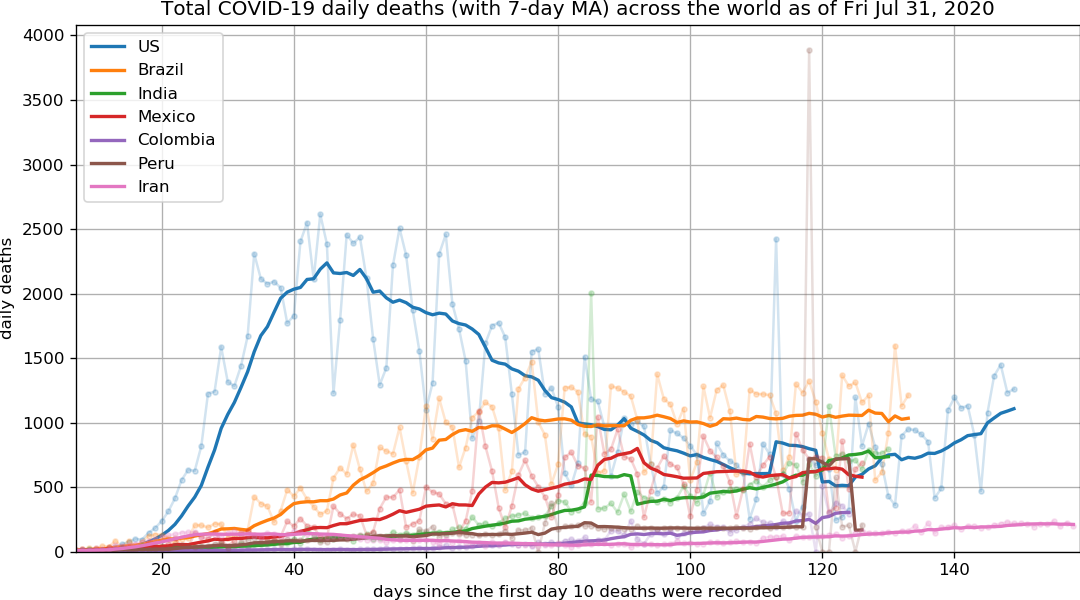 Total COVID-19 daily deaths (with 7-day MA) across the world as of Fri Jul 31, 2020
4000
3500
3000
2500
2000
1500
1000
500
0
daily deaths
US
Brazil
India
Mexico
Colombia
Peru
Iran
20 40 60 80 100 120 140
days since the first day 10 deaths were recorded